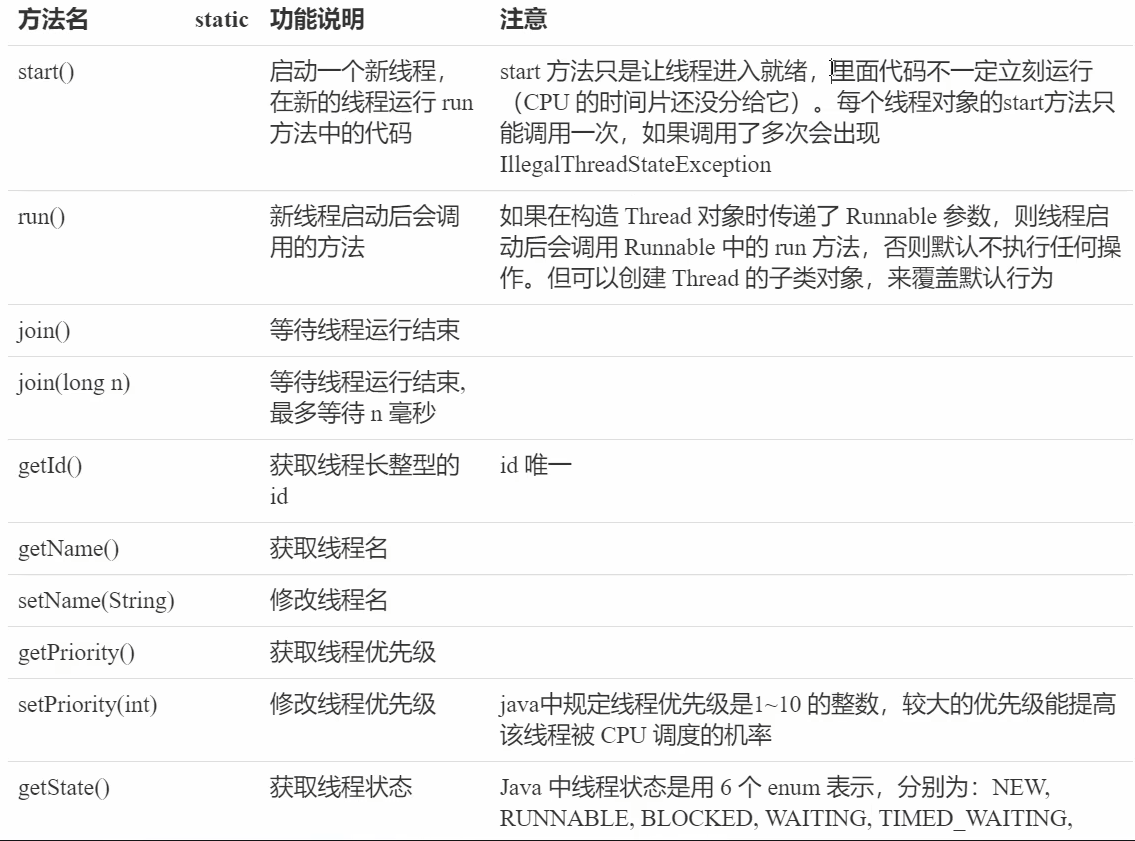 方法名 static 功能说明 注意
start() 启动一个新线程， start 方法只是让线程进入就绪，里面代码不一定立刻运行
在新的线程运行 run （CPU 的时间片还没分给它）。每个线程对象的start方法只
方法中的代码 能调用一次，如果调用了多次会出现
IllegalThreadStateException
run() 新线程启动后会调 如果在构造 Thread 对象时传递了 Runnable 参数，则线程启
用的方法 动后会调用 Runnable 中的 run 方法，否则默认不执行任何操
作。但可以创建 Thread 的子类对象，来覆盖默认行为
join() 等待线程运行结束
join(long n) 等待线程运行结束,
最多等待 n 毫秒
getId() 获取线程长整型的 id 唯一
id
getName() 获取线程名
setName(String) 修改线程名
getPriority() 获取线程优先级
setPriority(int) 修改线程优先级 java中规定线程优先级是1~10 的整数，较大的优先级能提高
该线程被 CPU 调度的机率
getState() 获取线程状态 Java 中线程状态是用 6 个 enum 表示，分别为：NEW,
RUNNABLE, BLOCKED, WAITING, TIMED_WAITING,